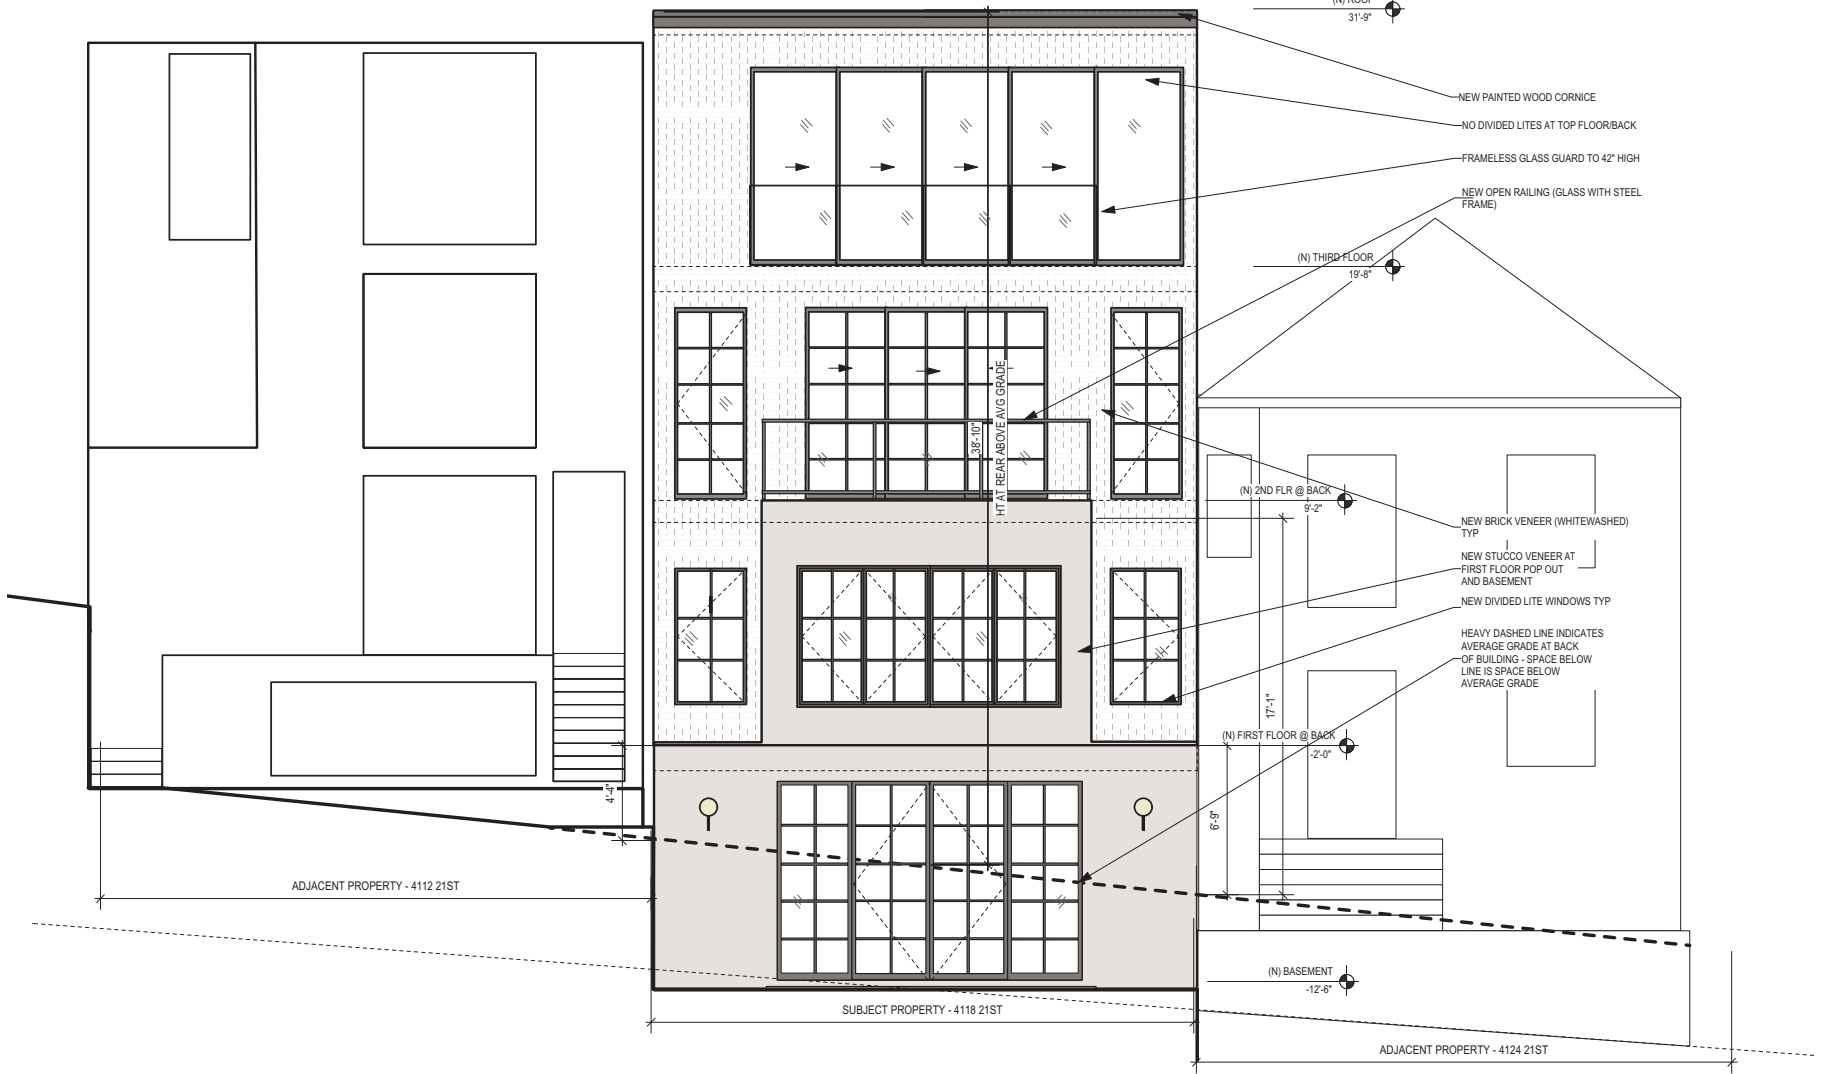 (N) ROOF
31'-9"
NEW PAINTED WOOD CORNICE
NO DIVIDED LITES AT TOP FLOOR/BACK
FRAMELESS GLASS GUARD TO 42" HIGH
NEW OPEN RAILING (GLASS WITH STEEL
FRAME)
(N) THIRD FLOOR
19'-8"
HT AT REAR ABOVE AVG GRADE
38'-10"
(N) 2ND FLR @ BACK
9'-2"
NEW BRICK VENEER (WHITEWASHED)
TYP
NEW STUCCO VENEER AT
FIRST FLOOR POP OUT
AND BASEMENT
NEW DIVIDED LITE WINDOWS TYP
HEAVY DASHED LINE INDICATES
AVERAGE GRADE AT BACK
OF BUILDING - SPACE BELOW
LINE IS SPACE BELOW
AVERAGE GRADE
17'-1"
(N) FIRST FLOOR @ BACK
-2'-0"
4'-4"
6'-9"
ADJACENT PROPERTY - 4112 21ST
(N) BASEMENT
-12'-6"
SUBJECT PROPERTY - 4118 21ST
ADJACENT PROPERTY - 4124 21ST